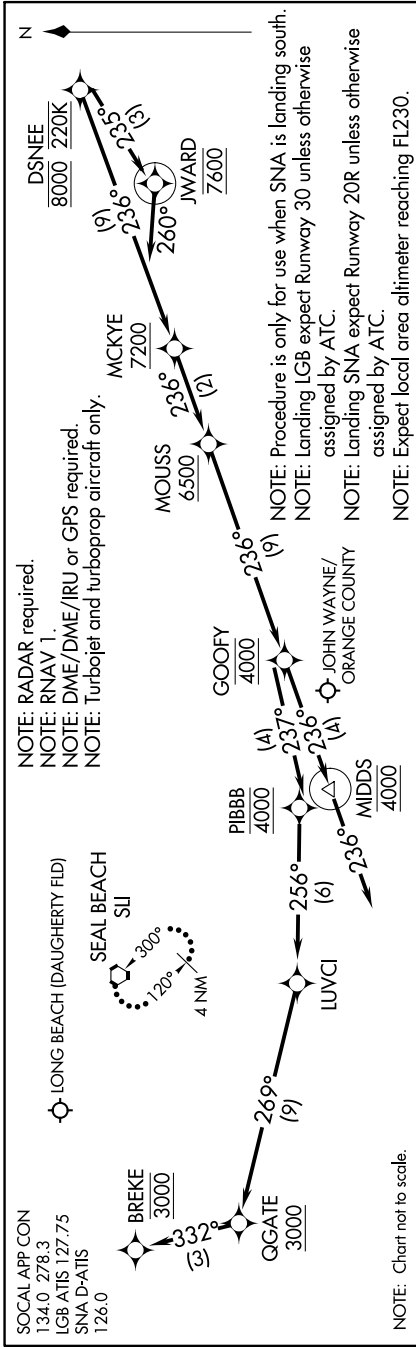 SOCAL APP CON
134.0 278.3
LGB ATIS 127.75
SNA D-ATIS
126.0
LONG BEACH (DAUGHERTY FLD)
SEAL BEACH
SLI
300°
120°
4 NM
NOTE: RADAR required.
NOTE: RNAV 1.
NOTE: DME/DME/IRU or GPS required.
NOTE: Turbojet and turboprop aircraft only.
N
DSNEE
8000 220K
235°
(3)
JWARD
7600
260°
(9)
236°
MCKYE
7200
236°
(2)
MOUSS
6500
236°
(9)
GOOFY
4000
(4)
237°
236°
(4)
JOHN WAYNE/
ORANGE COUNTY
PIBBB
4000
MIDDS
4000
236°
256°
(6)
LUVCI
269°
(9)
QGATE
3000
332°
(3)
BREKE
3000
NOTE: Procedure is only for use when SNA is landing south.
NOTE: Landing LGB expect Runway 30 unless otherwise
assigned by ATC.
NOTE: Landing SNA expect Runway 20R unless otherwise
assigned by ATC.
NOTE: Expect local area altimeter reaching FL230.
NOTE: Chart not to scale.